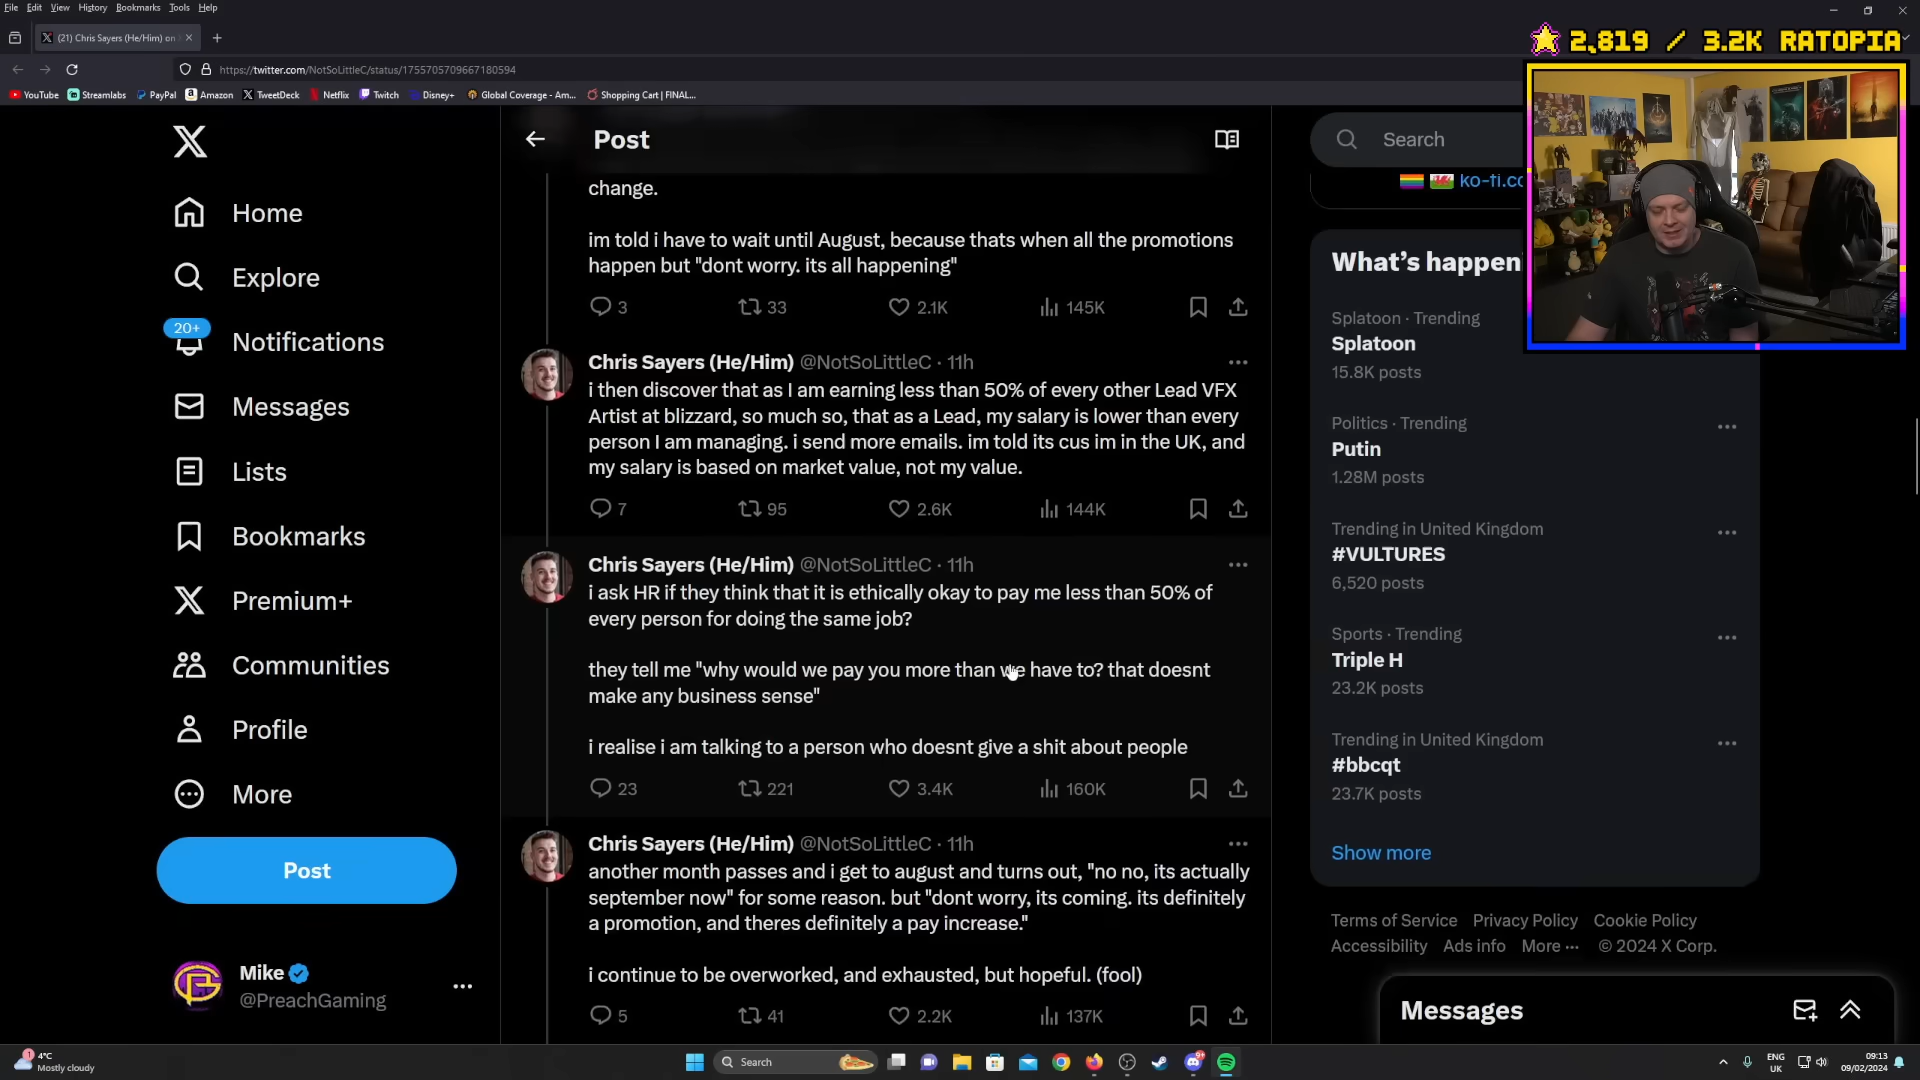 File Edit View History Bookmarks Tools Help
(21) Chris Sayers (He/Him) on
https://twitter.com/NotSoLittleC/status/1755705709667180594
YouTube Streamlabs PayPal Amazon TweetDeck Netflix Twitch Disney+ Global Coverage - Am... Shopping Cart | FINAL...
2,819 / 3.2K RATOPIA
X
Home
Explore
20+
Notifications
Messages
Lists
Bookmarks
Premium+
Communities
Profile
More
Post
Mike
@PreachGaming
Post
change.
im told i have to wait until August, because thats when all the promotions
happen but "dont worry. its all happening"
3 33 2.1K 145K
Chris Sayers (He/Him) @NotSoLittleC · 11h
i then discover that as I am earning less than 50% of every other Lead VFX
Artist at blizzard, so much so, that as a Lead, my salary is lower than every
person I am managing. i send more emails. im told its cus im in the UK, and
my salary is based on market value, not my value.
7 95 2.6K 144K
Chris Sayers (He/Him) @NotSoLittleC · 11h
i ask HR if they think that it is ethically okay to pay me less than 50% of
every person for doing the same job?
they tell me "why would we pay you more than we have to? that doesnt
make any business sense"
i realise i am talking to a person who doesnt give a shit about people
23 221 3.4K 160K
Chris Sayers (He/Him) @NotSoLittleC · 11h
another month passes and i get to august and turns out, "no no, its actually
september now" for some reason. but "dont worry, its coming. its definitely
a promotion, and theres definitely a pay increase."
i continue to be overworked, and exhausted, but hopeful. (fool)
5 41 2.2K 137K
Search
ko-fi.co
What's happen
Splatoon · Trending
Splatoon
15.8K posts
Politics · Trending
Putin
1.28M posts
Trending in United Kingdom
#VULTURES
6,520 posts
Sports · Trending
Triple H
23.2K posts
Trending in United Kingdom
#bbcqt
23.7K posts
Show more
Terms of Service Privacy Policy Cookie Policy
Accessibility Ads info More ··· © 2024 X Corp.
Messages
1
4°C
Mostly cloudy
Search
ENG
UK
09:13
09/02/2024